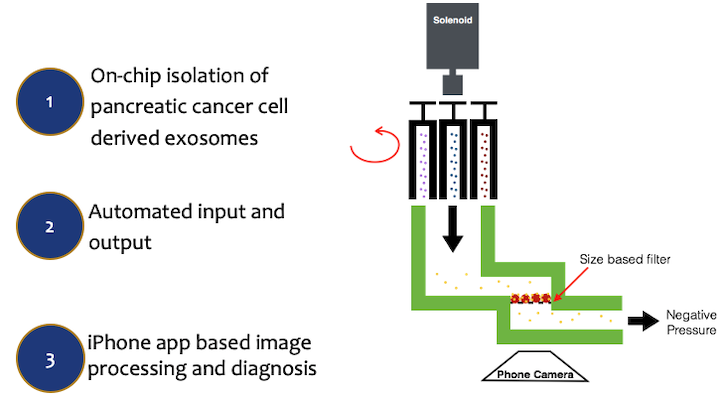 1
On-chip isolation of
pancreatic cancer cell
derived exosomes
2
Automated input and
output
3
iPhone app based image
processing and diagnosis
Solenoid
Size based filter
Negative
Pressure
Phone Camera